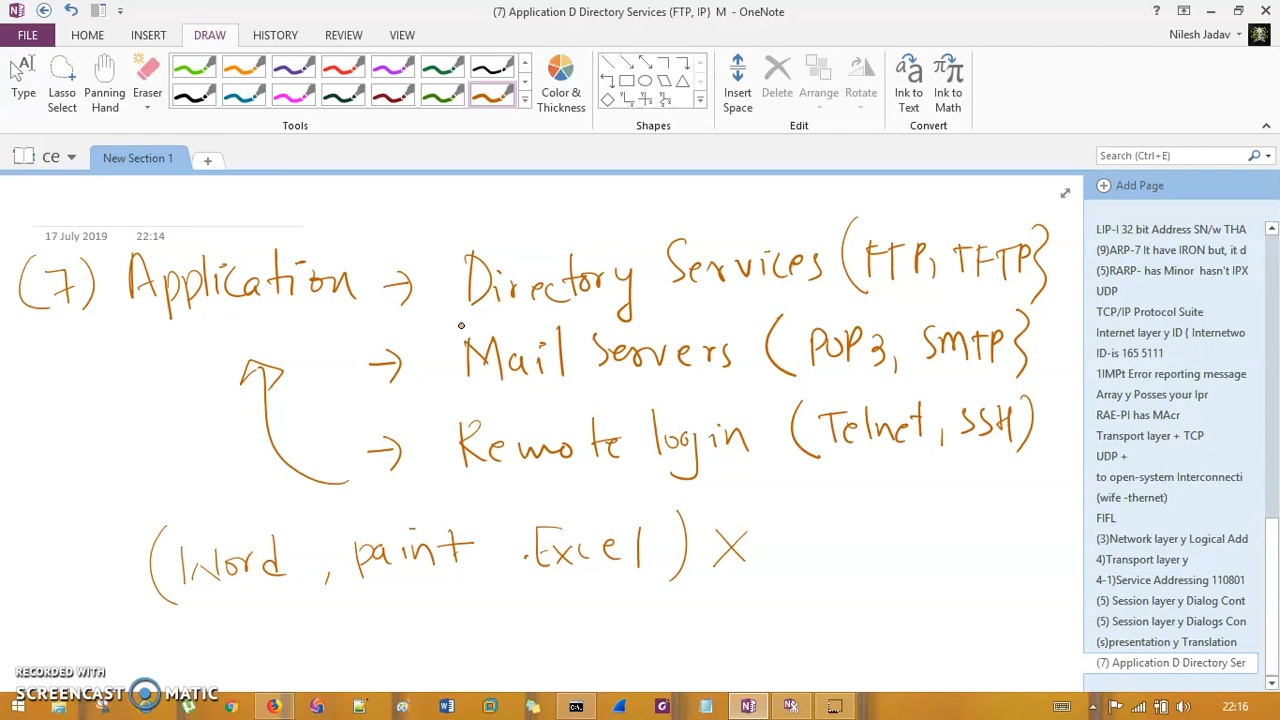 (7) Application D Directory Services (FTP, IP} M - OneNote
?
FILE
HOME
INSERT
DRAW
HISTORY
REVIEW
VIEW
Nilesh Jadav
Type
Lasso Select
Panning Hand
Eraser
Color & Thickness
Insert Space
Delete
Arrange
Rotate
Ink to Text
Ink to Math
Tools
Shapes
Edit
Convert
ce
New Section 1
Search (Ctrl+E)
17 July 2019 22:14
(7) Application → Directory Services (FTP, TFTP}
→ Mail Servers (POP3, SMTP}
→ Remote login (Telnet, SSH)
(Word, paint .Excel) X
Add Page
LIP-I 32 bit Address SN/w THA
(9)ARP-7 It have IRON but, it d
(5)RARP- has Minor hasn't IPX
UDP
TCP/IP Protocol Suite
Internet layer y ID { Internetwo
ID-is 165 5111
1IMPt Error reporting message
Array y Posses your Ipr
RAE-PI has MAcr
Transport layer + TCP
UDP +
to open-system Interconnecti
(wife -thernet)
FIFL
(3)Network layer y Logical Add
4)Transport layer y
4-1)Service Addressing 110801
(5) Session layer y Dialog Cont
(5) Session layer y Dialogs Con
(s)presentation y Translation
(7) Application D Directory Ser
RECORDED WITH
SCREENCAST MATIC
22:16